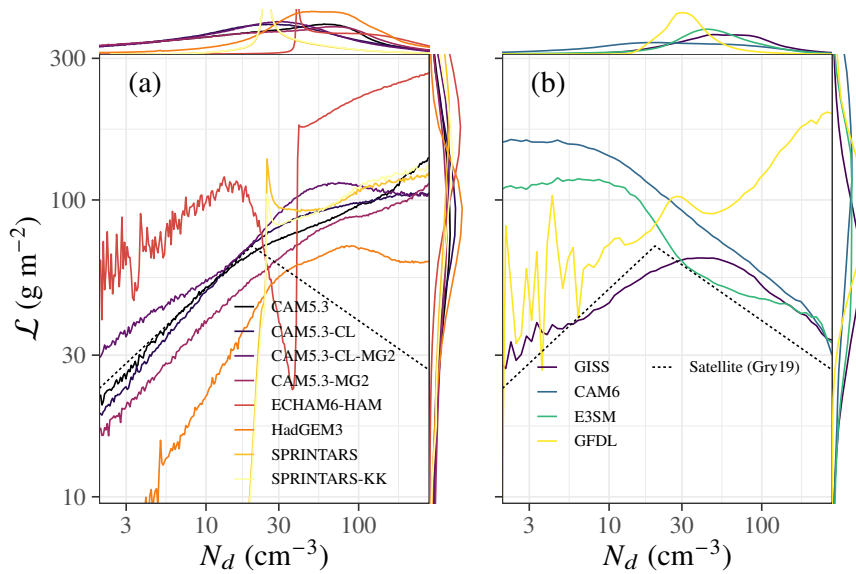 (a)
(b)
300
100
30
10
ℒ (g m⁻²)
CAM5.3
CAM5.3-CL
CAM5.3-CL-MG2
CAM5.3-MG2
ECHAM6-HAM
HadGEM3
SPRINTARS
SPRINTARS-KK
GISS
CAM6
E3SM
GFDL
Satellite (Gry19)
3 10 30 100
3 10 30 100
N_d (cm⁻³)
N_d (cm⁻³)